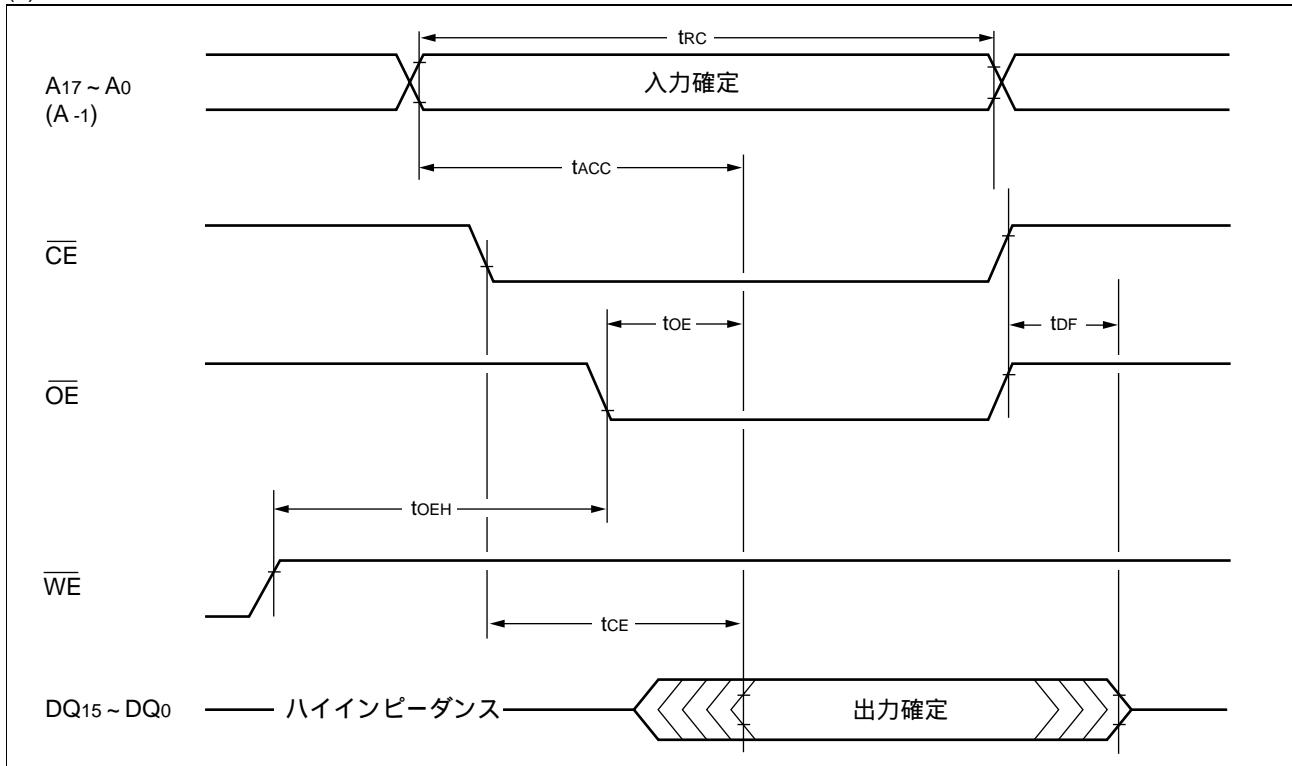 tRC
A17 ~ A0
(A -1)
入力確定
tACC
CE
tOE
tDF
OE
tOEH
WE
tCE
DQ15 ~ DQ0
ハイインピーダンス
出力確定